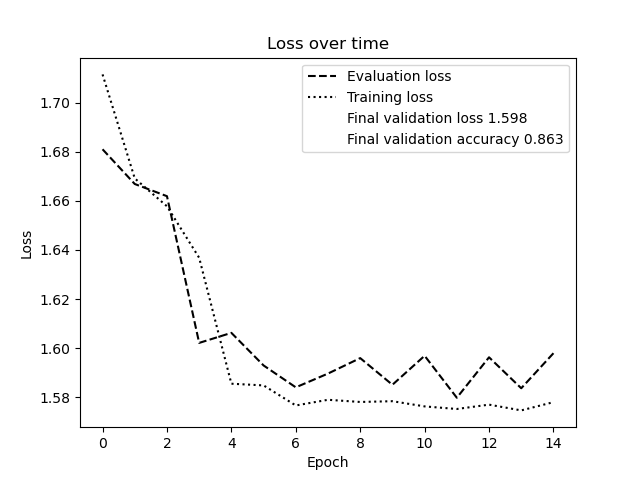 Loss over time
Evaluation loss
Training loss
Final validation loss 1.598
Final validation accuracy 0.863
Loss
1.70
1.68
1.66
1.64
1.62
1.60
1.58
0 2 4 6 8 10 12 14
Epoch